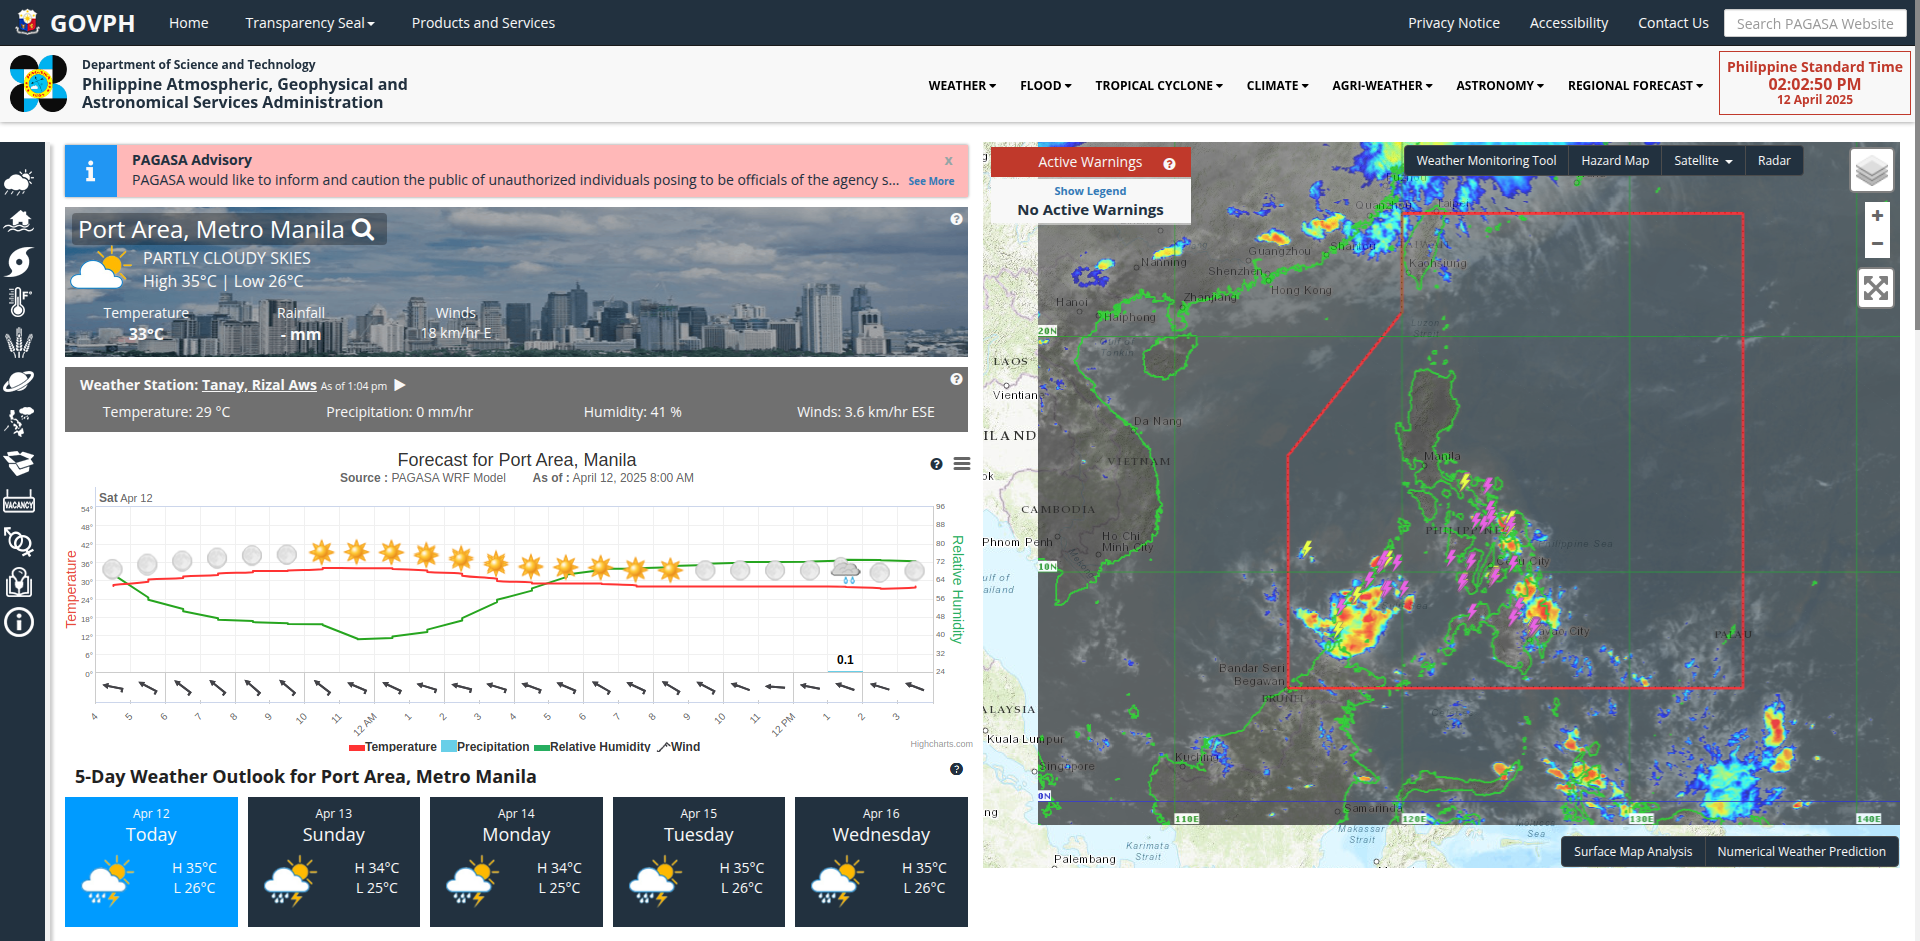 GOVPH
Home
Transparency Seal
Products and Services
Privacy Notice
Accessibility
Contact Us
Search PAGASA Website
Department of Science and Technology
Philippine Atmospheric, Geophysical and
Astronomical Services Administration
WEATHER
FLOOD
TROPICAL CYCLONE
CLIMATE
AGRI-WEATHER
ASTRONOMY
REGIONAL FORECAST
Philippine Standard Time
02:02:50 PM
12 April 2025
VACANCY
PAGASA Advisory
x
PAGASA would like to inform and caution the public of unauthorized individuals posing to be officials of the agency s...
See More
Port Area, Metro Manila
PARTLY CLOUDY SKIES
High 35°C | Low 26°C
Temperature
Rainfall
Winds
33°C
- mm
18 km/hr E
Weather Station: Tanay, Rizal Aws As of 1:04 pm
Temperature: 29 °C
Precipitation: 0 mm/hr
Humidity: 41 %
Winds: 3.6 km/hr ESE
Forecast for Port Area, Manila
Source : PAGASA WRF Model
As of : April 12, 2025 8:00 AM
Sat Apr 12
Temperature
54°
48°
42°
36°
30°
24°
18°
12°
6°
0°
96
88
80
72
64
56
48
40
32
24
Relative Humidity
0.1
4
5
6
7
8
9
10
11
12 AM
1
2
3
4
5
6
7
8
9
10
11
12 PM
1
2
3
Temperature
Precipitation
Relative Humidity
Wind
Highcharts.com
5-Day Weather Outlook for Port Area, Metro Manila
Apr 12
Today
H 35°C
L 26°C
Apr 13
Sunday
H 34°C
L 25°C
Apr 14
Monday
H 34°C
L 25°C
Apr 15
Tuesday
H 35°C
L 26°C
Apr 16
Wednesday
H 35°C
L 26°C
Active Warnings
Show Legend
No Active Warnings
Weather Monitoring Tool
Hazard Map
Satellite
Radar
+
−
Guangzhou
Nanning
Shenzhen
Kaohsiung
Hong Kong
Zhanjiang
Hanoi
Haiphong
20N
LAOS
Vientian
Da Nang
ILAND
VIETNAM
Manila
ok
CAMBODIA
Phnom Penh
Ho Chi
Minh City
PHILIPPINE
10N
ulf of
ailand
PALAU
Bandar Seri
Begawan
BRUNEI
ALAYSIA
Kuala Lumpur
Kuching
Singapore
0N
ng
110E
120E
130E
140E
Samarinda
Makassar
Strait
Karimata
Strait
Palembang
Sea
Surface Map Analysis
Numerical Weather Prediction